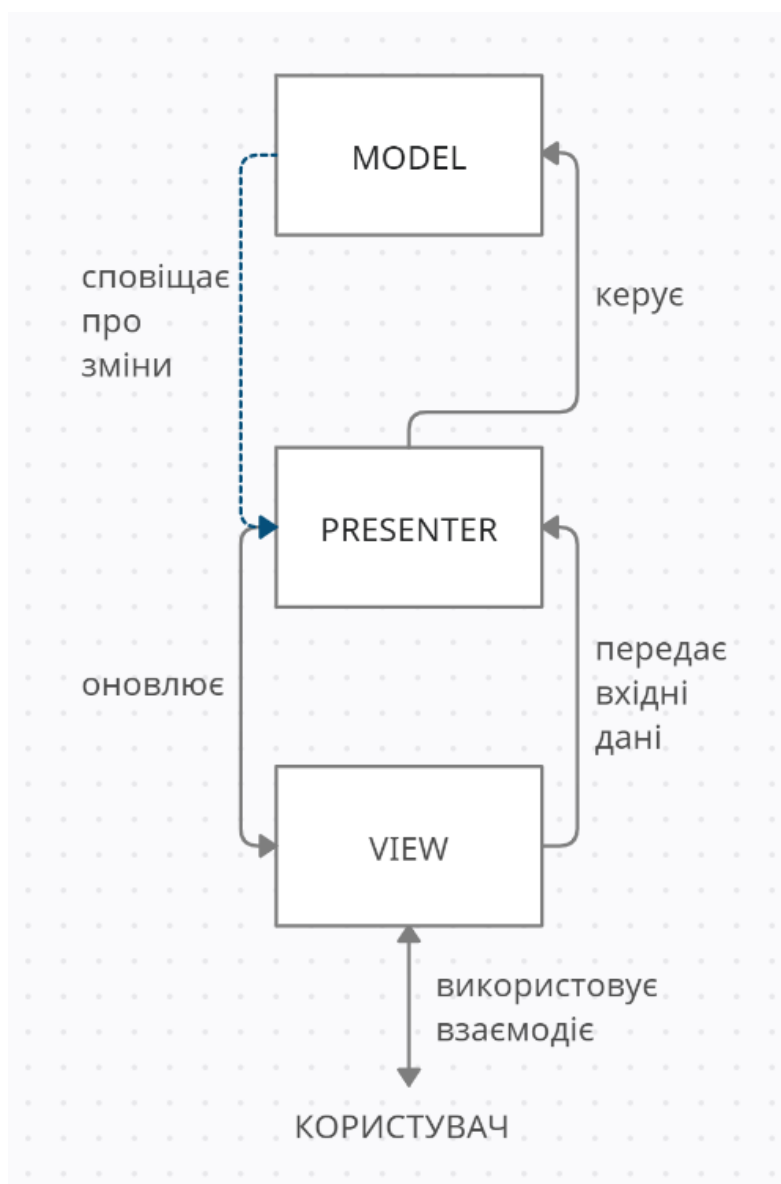 MODEL
сповіщає
про
зміни
керує
PRESENTER
оновлює
передає
вхідні
дані
VIEW
використовує
взаємодіє
КОРИСТУВАЧ